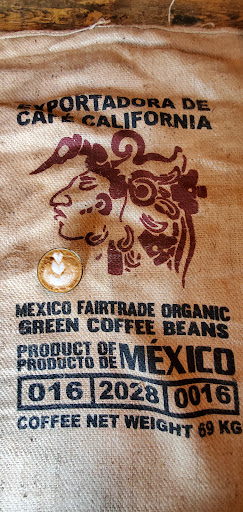 EXPORTADORA DE
CAFÉ CALIFORNIA
MEXICO FAIRTRADE ORGANIC
GREEN COFFEE BEANS
PRODUCT OF
PRODUCTO DE MÉXICO
016 2028 0016
COFFEE NET WEIGHT 69 KG